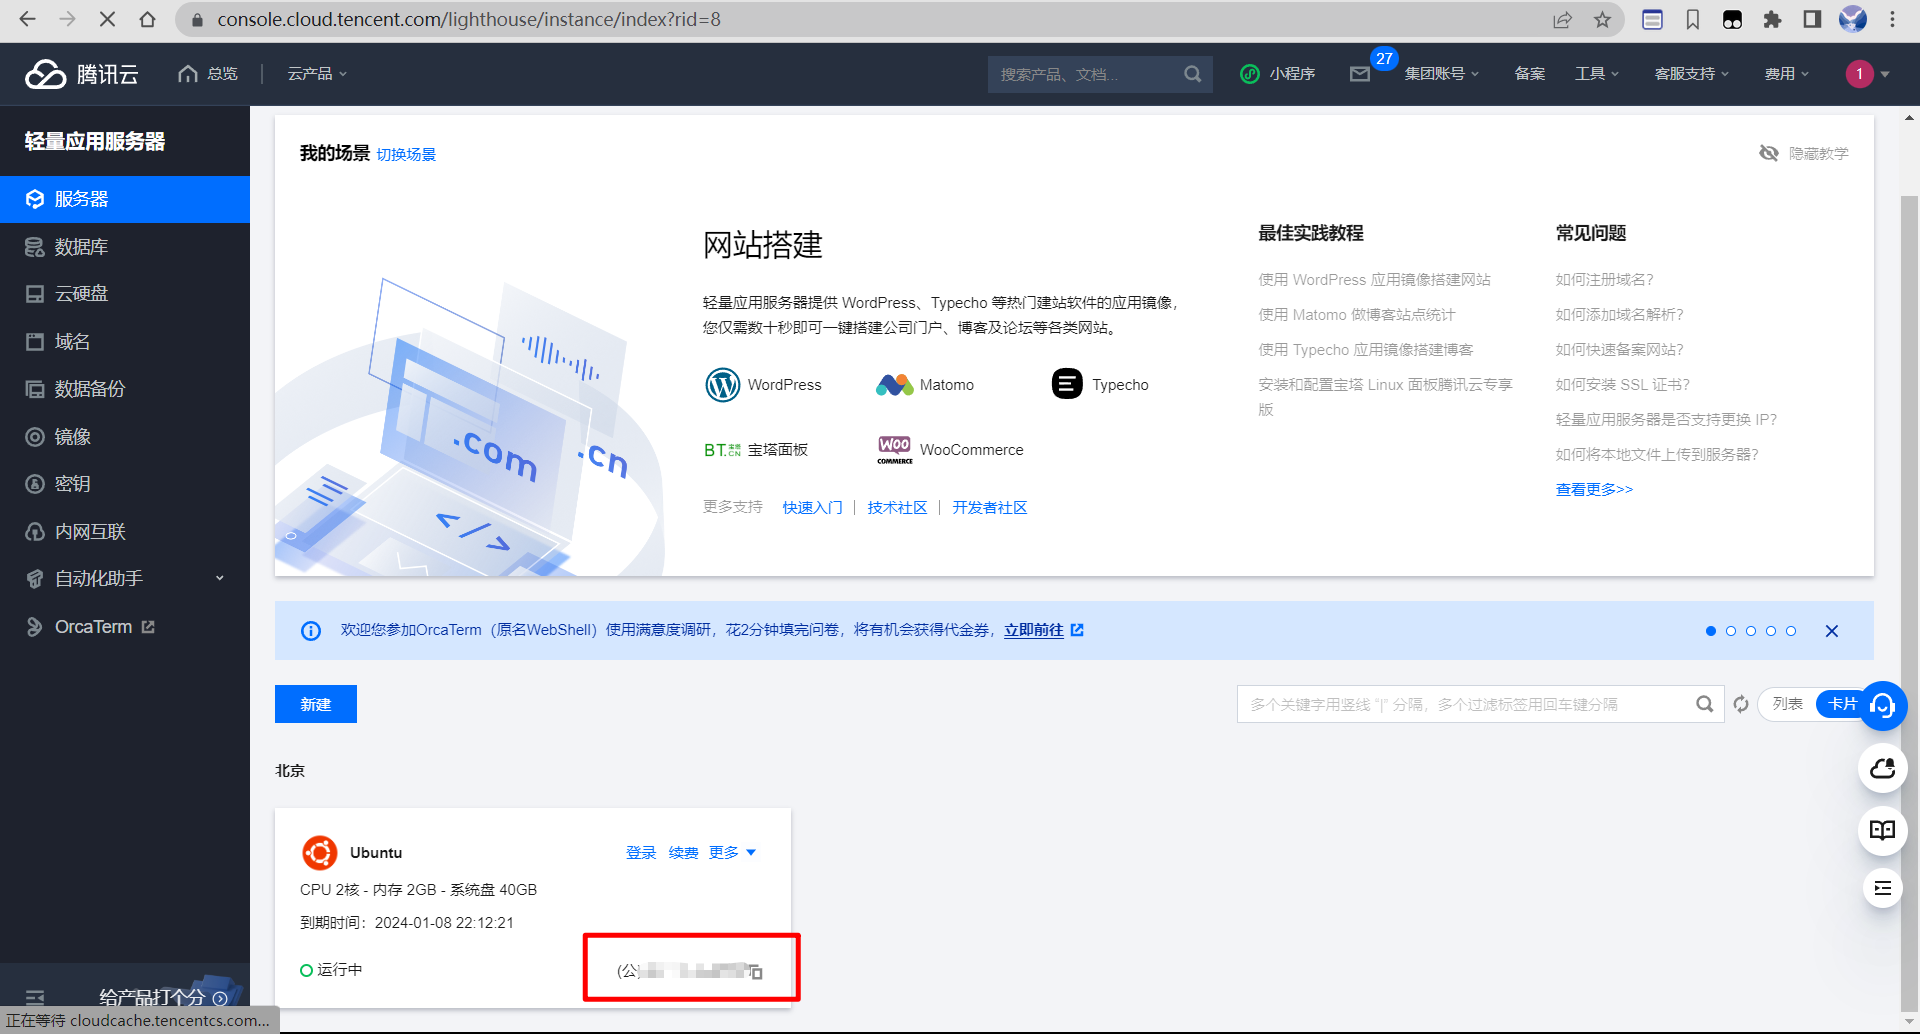 console.cloud.tencent.com/lighthouse/instance/index?rid=8
腾讯云 总览 云产品 搜索产品、文档... 小程序 27 集团账号 备案 工具 客服支持 费用 1
轻量应用服务器
服务器
数据库
云硬盘
域名
数据备份
镜像
密钥
内网互联
自动化助手
OrcaTerm
给产品打个分
正在等待 cloudcache.tencentcs.com...
我的场景 切换场景 隐藏教学
.com
.cn
</>
网站搭建
轻量应用服务器提供 WordPress、Typecho 等热门建站软件的应用镜像，
您仅需数十秒即可一键搭建公司门户、博客及论坛等各类网站。
WordPress Matomo Typecho
BT.CN 宝塔 宝塔面板 WOO COMMERCE WooCommerce
更多支持 快速入门 | 技术社区 | 开发者社区
最佳实践教程
使用 WordPress 应用镜像搭建网站
使用 Matomo 做博客站点统计
使用 Typecho 应用镜像搭建博客
安装和配置宝塔 Linux 面板腾讯云专享
版
常见问题
如何注册域名?
如何添加域名解析?
如何快速备案网站?
如何安装 SSL 证书?
轻量应用服务器是否支持更换 IP?
如何将本地文件上传到服务器?
查看更多>>
欢迎您参加OrcaTerm（原名WebShell）使用满意度调研，花2分钟填完问卷，将有机会获得代金券，立即前往
新建 多个关键字用竖线 "|" 分隔，多个过滤标签用回车键分隔 列表 卡片
北京
Ubuntu 登录 续费 更多
CPU 2核 - 内存 2GB - 系统盘 40GB
到期时间：2024-01-08 22:12:21
运行中 (公)